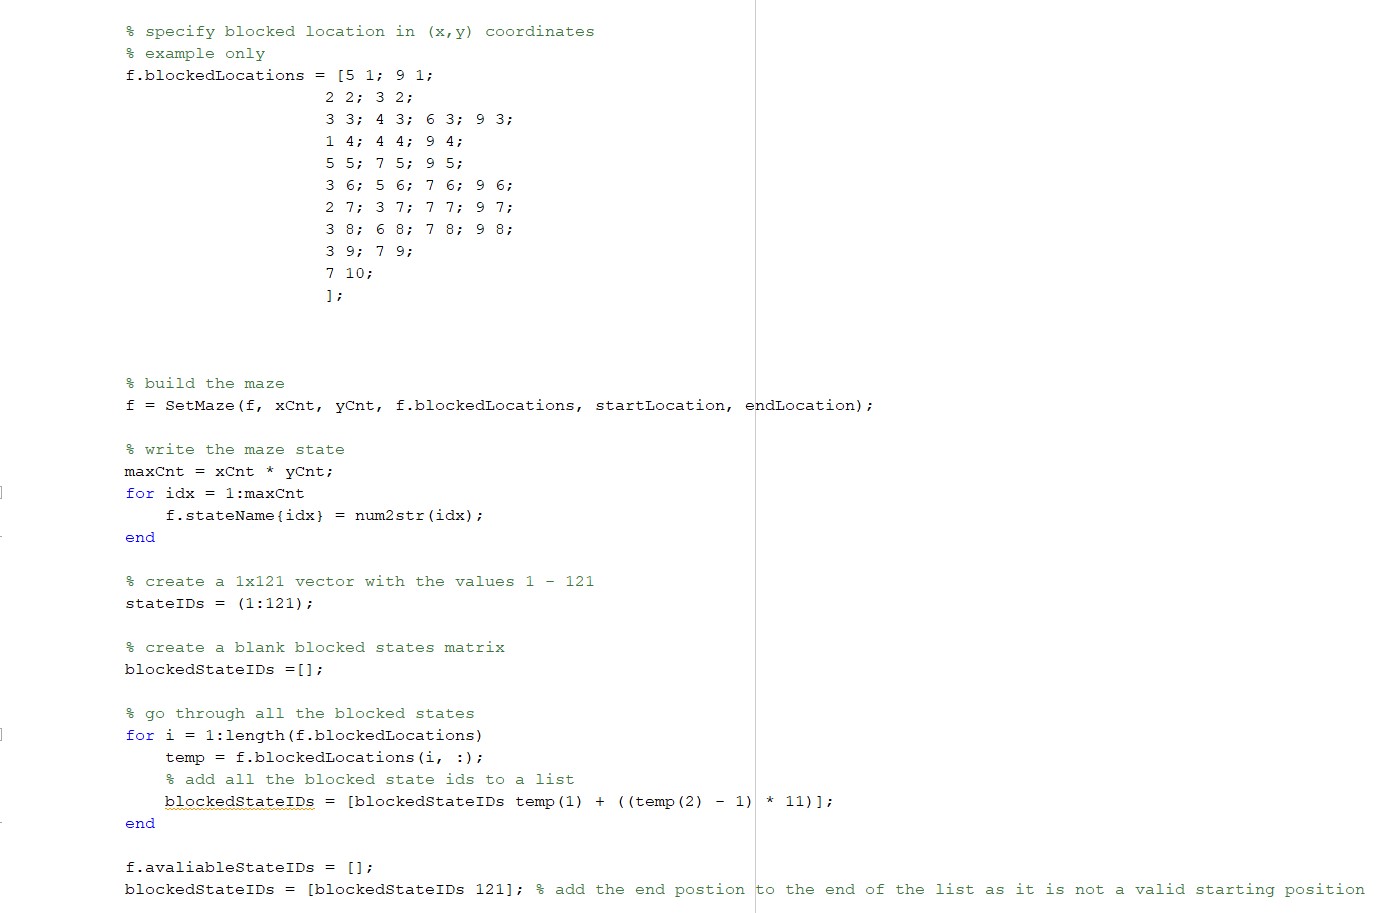 % specify blocked location in (x,y) coordinates
% example only
f.blockedLocations = [5 1; 9 1;
2 2; 3 2;
3 3; 4 3; 6 3; 9 3;
1 4; 4 4; 9 4;
5 5; 7 5; 9 5;
3 6; 5 6; 7 6; 9 6;
2 7; 3 7; 7 7; 9 7;
3 8; 6 8; 7 8; 9 8;
3 9; 7 9;
7 10;
];
% build the maze
f = SetMaze(f, xCnt, yCnt, f.blockedLocations, startLocation, endLocation);
% write the maze state
maxCnt = xCnt * yCnt;
for idx = 1:maxCnt
f.stateName{idx} = num2str(idx);
end
% create a 1x121 vector with the values 1 - 121
stateIDs = (1:121);
% create a blank blocked states matrix
blockedStateIDs =[];
% go through all the blocked states
for i = 1:length(f.blockedLocations)
temp = f.blockedLocations(i, :);
% add all the blocked state ids to a list
blockedStateIDs = [blockedStateIDs temp(1) + ((temp(2) - 1) * 11)];
end
f.avaliableStateIDs = [];
blockedStateIDs = [blockedStateIDs 121]; % add the end postion to the end of the list as it is not a valid starting position